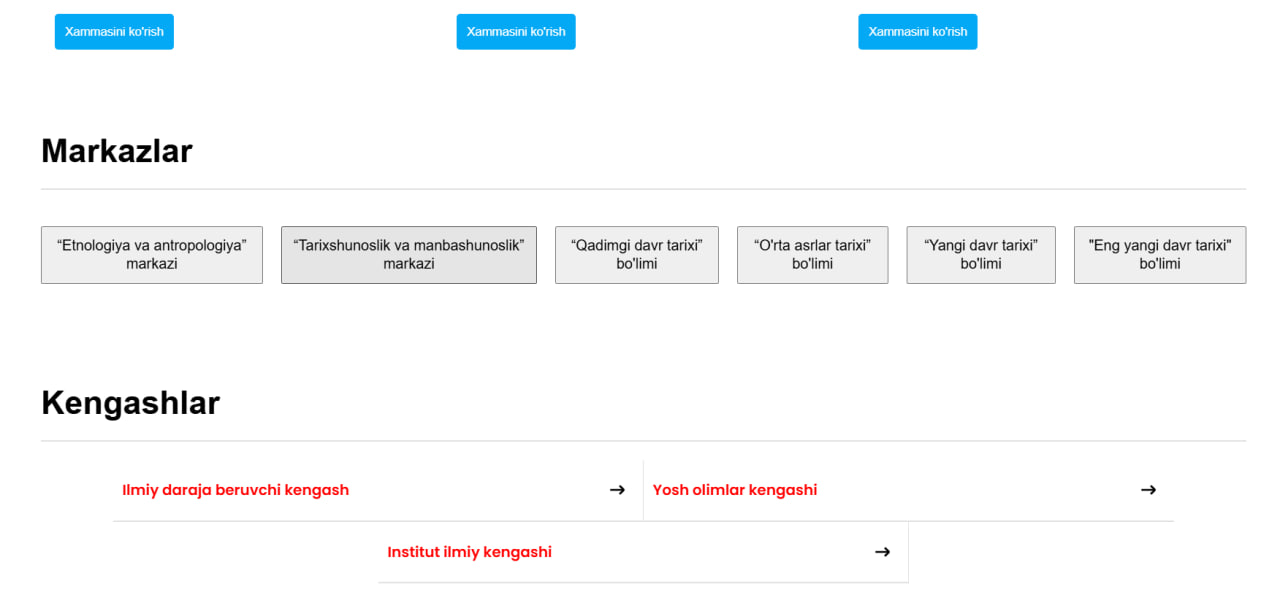 Xammasini ko'rish Xammasini ko'rish Xammasini ko'rish
Markazlar
“Etnologiya va antropologiya”
markazi
“Tarixshunoslik va manbashunoslik”
markazi
“Qadimgi davr tarixi”
bo'limi
“O'rta asrlar tarixi”
bo'limi
“Yangi davr tarixi”
bo'limi
"Eng yangi davr tarixi"
bo'limi
Kengashlar
Ilmiy daraja beruvchi kengash → Yosh olimlar kengashi →
Institut ilmiy kengashi →